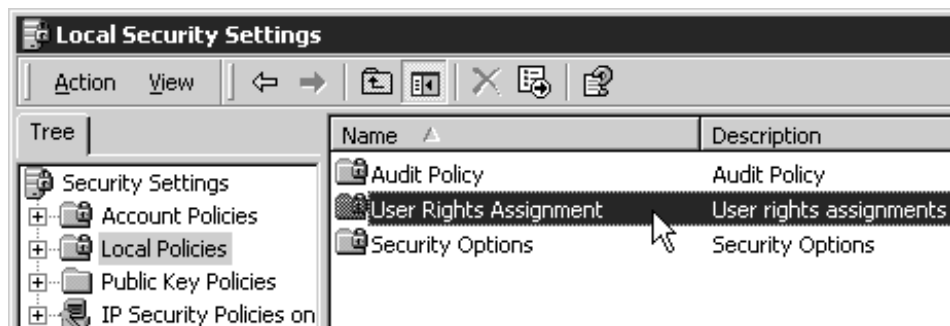 Local Security Settings
Action View
Tree
Name Description
Security Settings
Account Policies
Local Policies
Public Key Policies
IP Security Policies on
Audit Policy Audit Policy
User Rights Assignment User rights assignments
Security Options Security Options